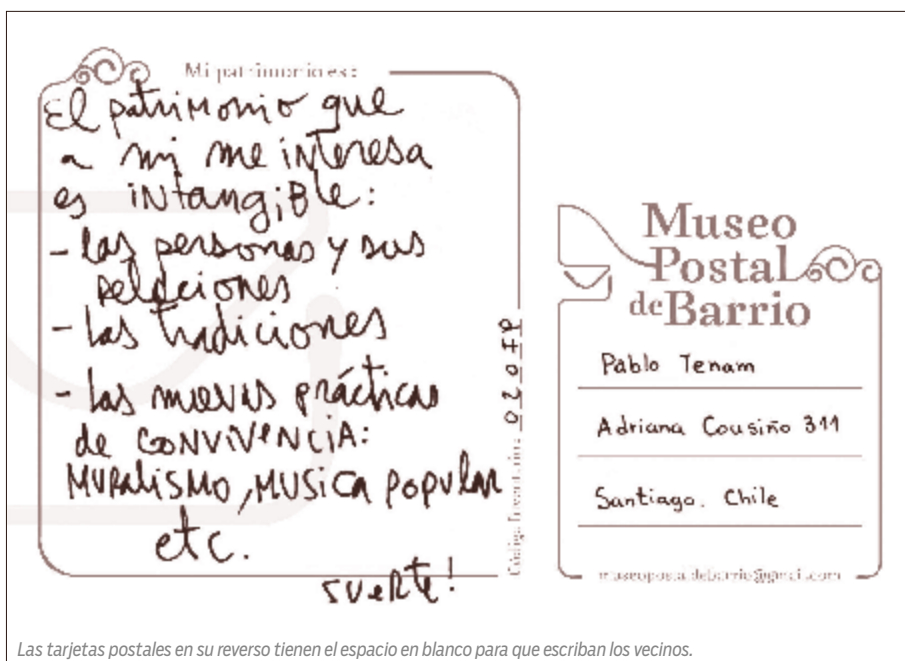 Mi patrimonio es:
El patrimonio que
a mi me interesa
es intangible:
- las personas y sus
relaciones
- las tradiciones
- las nuevas prácticas
de CONVIVENCIA:
MURALISMO, MUSICA POPULAR
etc.
SUERTE!
Código Inventario:
Museo
Postal
de Barrio
Pablo Tenam
Adriana Cousiño 311
Santiago. Chile
museopostaldebarrio@gmail.com
Las tarjetas postales en su reverso tienen el espacio en blanco para que escriban los vecinos.